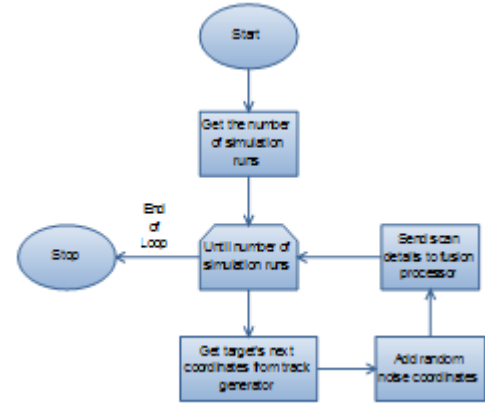 Start
Get the number
of simulation
runs
End
of
Loop
Stop
Until number of
simulation runs
Send scan
details to fusion
processor
Get target's next
coordinates from track
generator
Add random
noise coordinates